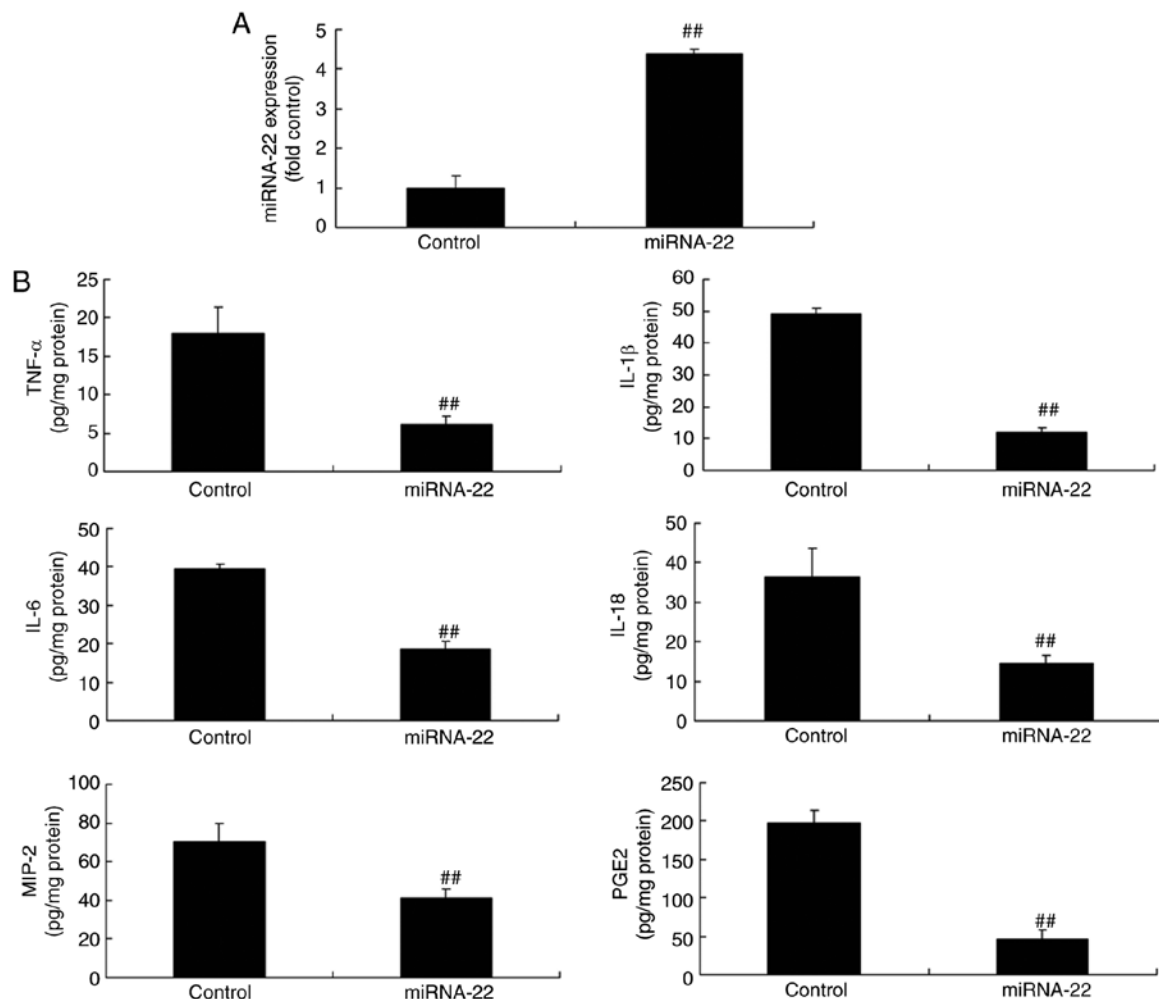 A
miRNA-22 expression
(fold control)
5
4
3
2
1
0
##
Control
miRNA-22
B
TNF-α
(pg/mg protein)
25
20
15
10
5
0
##
Control
miRNA-22
IL-1β
(pg/mg protein)
60
50
40
30
20
10
0
##
Control
miRNA-22
IL-6
(pg/mg protein)
50
40
30
20
10
0
##
Control
miRNA-22
IL-18
(pg/mg protein)
50
40
30
20
10
0
##
Control
miRNA-22
MIP-2
(pg/mg protein)
100
80
60
40
20
0
##
Control
miRNA-22
PGE2
(pg/mg protein)
250
200
150
100
50
0
##
Control
miRNA-22